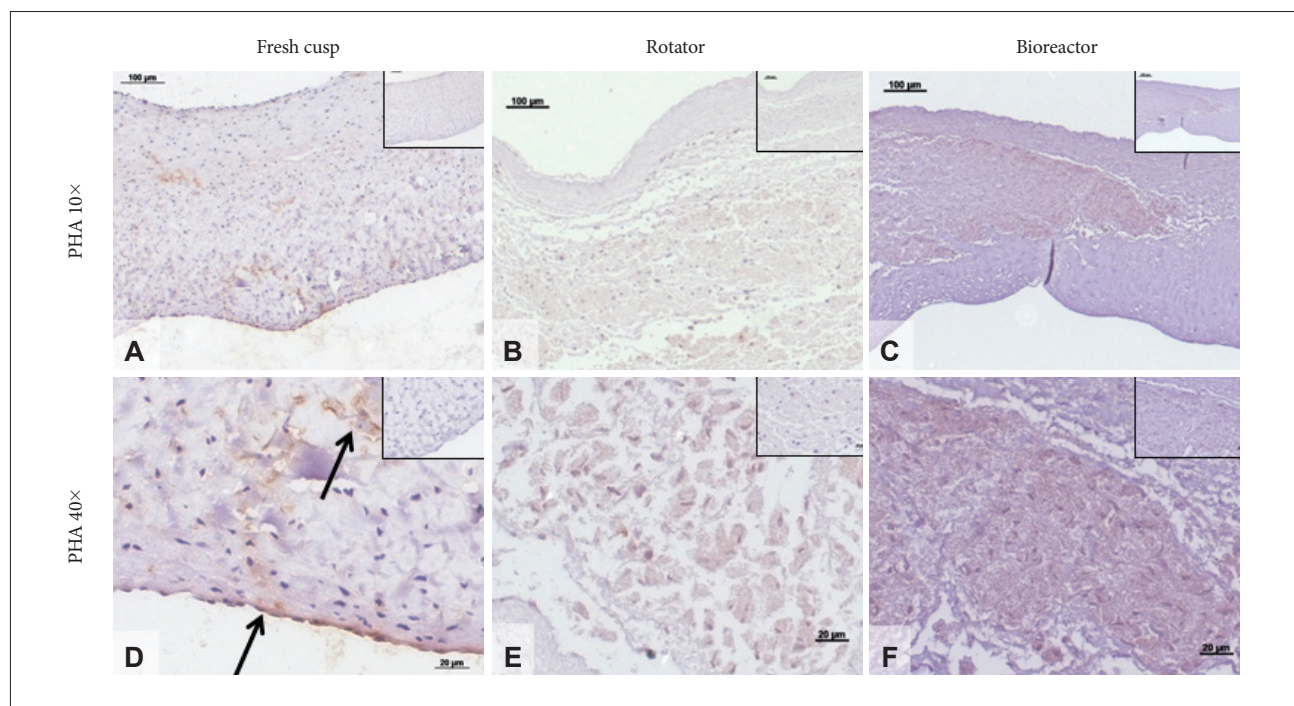 Fresh cusp
Rotator
Bioreactor
PHA 10×
100 μm
100 μm
100 μm
A
B
C
PHA 40×
D
20 μm
E
20 μm
F
20 μm